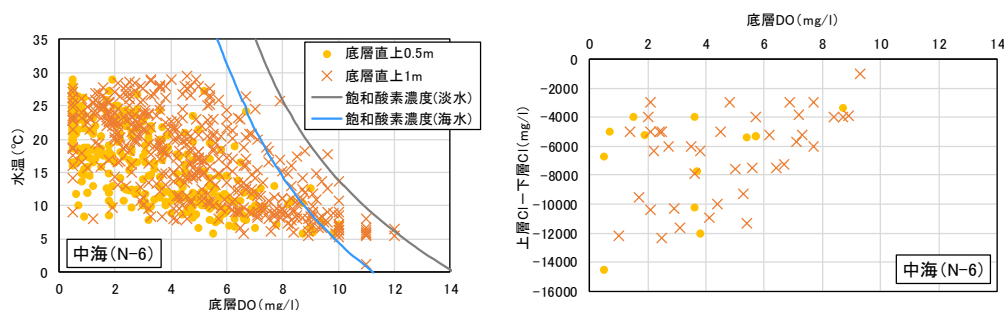 35
30
25
20
15
10
5
0
水温(℃)
底層直上0.5m
底層直上1m
飽和酸素濃度(淡水)
飽和酸素濃度(海水)
中海(N-6)
0 2 4 6 8 10 12 14
底層DO(mg/l)
底層DO(mg/l)
0 2 4 6 8 10 12 14
0
-2000
-4000
-6000
-8000
-10000
-12000
-14000
-16000
上層Cl-下層Cl(mg/l)
中海(N-6)